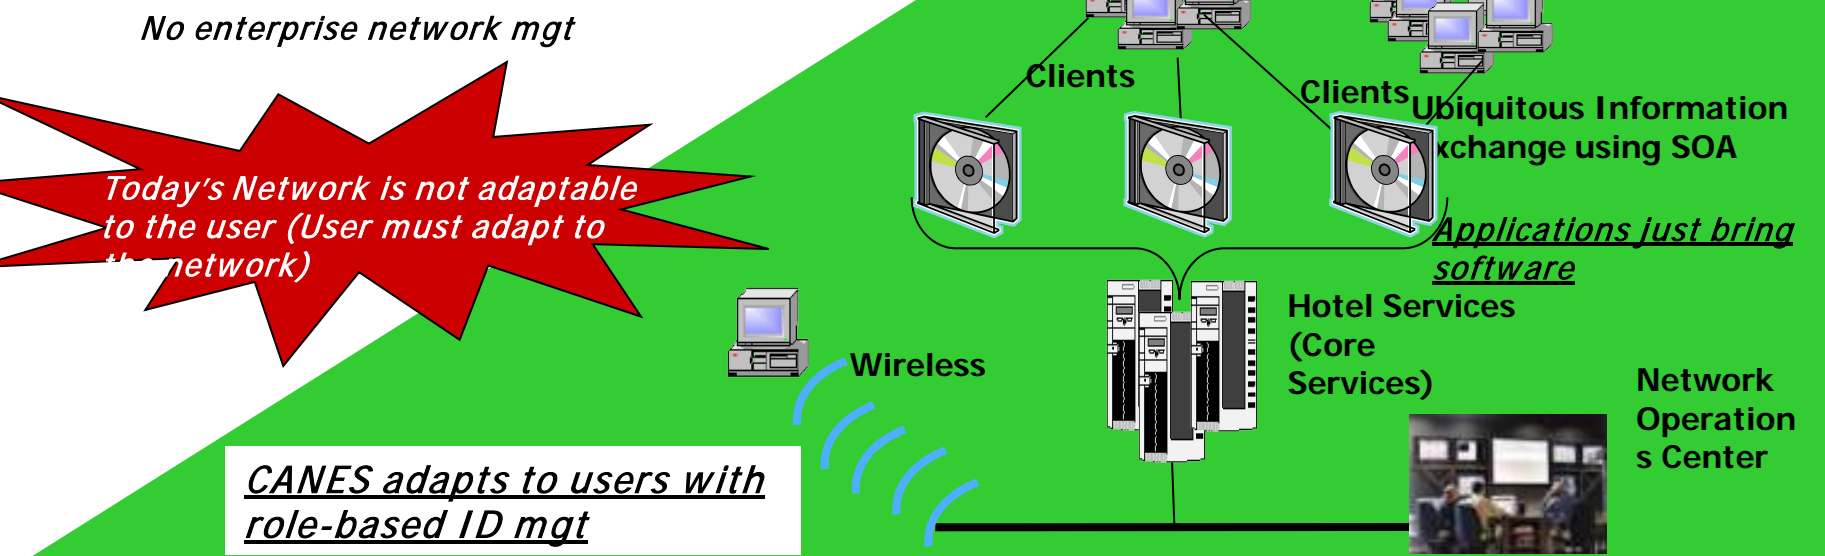 No enterprise network mgt
Today's Network is not adaptable
to the user (User must adapt to
the network)
Clients
Clients
Ubiquitous Information
xchange using SOA
Applications just bring
software
Hotel Services
(Core
Services)
Wireless
Network
Operation
s Center
CANES adapts to users with
role-based ID mgt